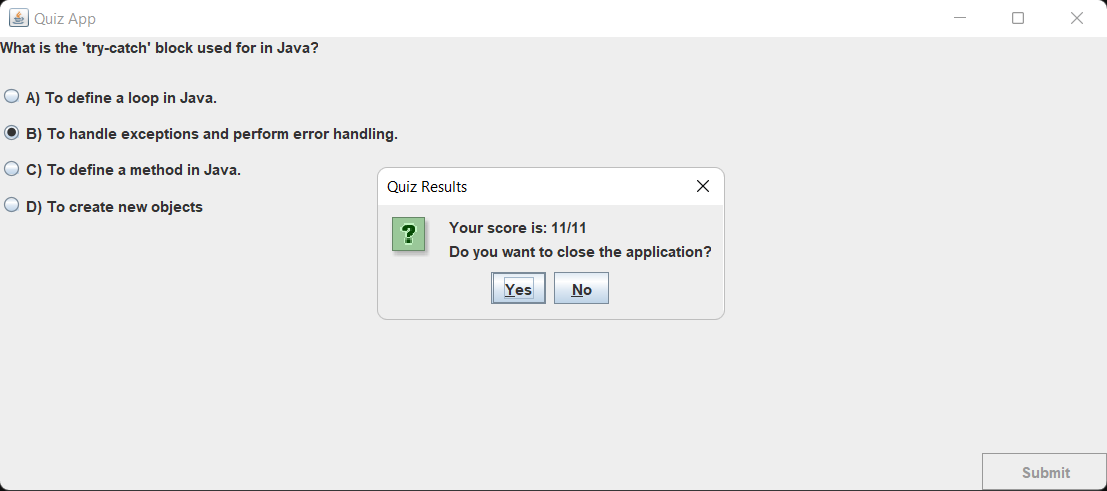 Quiz App
What is the 'try-catch' block used for in Java?
A) To define a loop in Java.
B) To handle exceptions and perform error handling.
C) To define a method in Java.
D) To create new objects
Quiz Results
?
Your score is: 11/11
Do you want to close the application?
Yes No
Submit